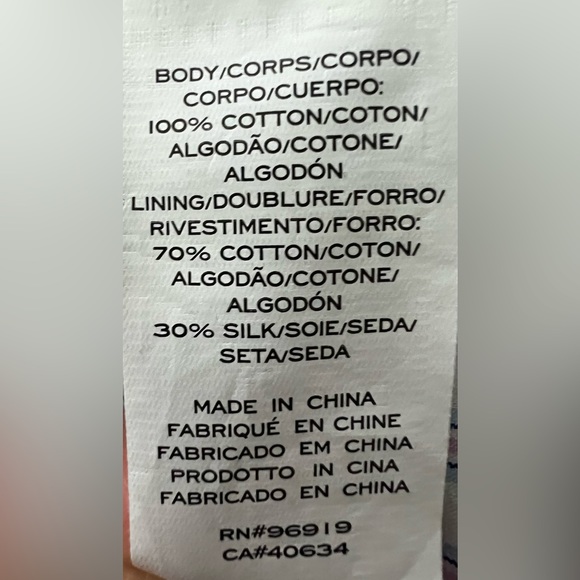 BODY/CORPS/CORPO/
CORPO/CUERPO:
100% COTTON/COTON/
ALGODÃO/COTONE/
ALGODÓN
LINING/DOUBLURE/FORRO/
RIVESTIMENTO/FORRO:
70% COTTON/COTON/
ALGODÃO/COTONE/
ALGODÓN
30% SILK/SOIE/SEDA/
SETA/SEDA
MADE IN CHINA
FABRIQUÉ EN CHINE
FABRICADO EM CHINA
PRODOTTO IN CINA
FABRICADO EN CHINA
RN#96919
CA#40634